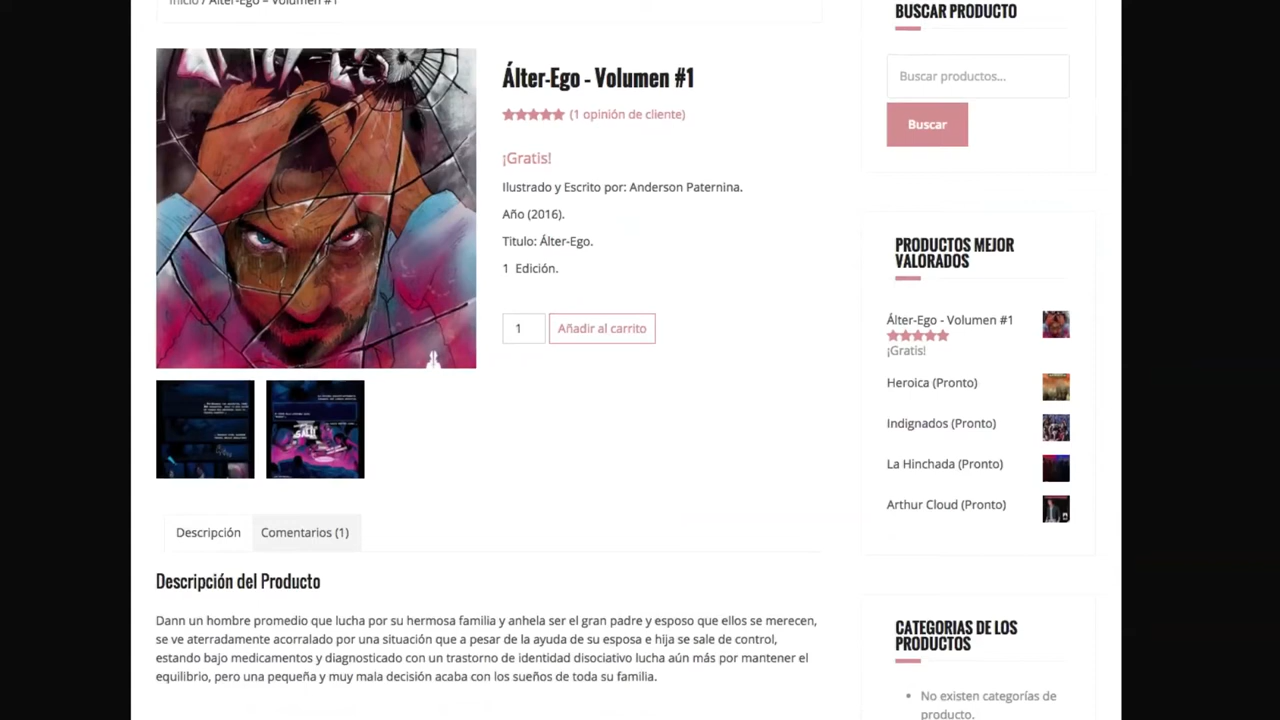 Inicio / Álter-Ego – Volumen #1
Álter-Ego - Volumen #1
(1 opinión de cliente)
¡Gratis!
Ilustrado y Escrito por: Anderson Paternina.
Año (2016).
Titulo: Álter-Ego.
1 Edición.
1
Añadir al carrito
Descripción
Comentarios (1)
Descripción del Producto
Dann un hombre promedio que lucha por su hermosa familia y anhela ser el gran padre y esposo que ellos se merecen,
se ve aterradamente acorralado por una situación que a pesar de la ayuda de su esposa e hija se sale de control,
estando bajo medicamentos y diagnosticado con un trastorno de identidad disociativo lucha aún más por mantener el
equilibrio, pero una pequeña y muy mala decisión acaba con los sueños de toda su familia.
BUSCAR PRODUCTO
Buscar productos...
Buscar
PRODUCTOS MEJOR
VALORADOS
Álter-Ego - Volumen #1
¡Gratis!
Heroica (Pronto)
Indignados (Pronto)
La Hinchada (Pronto)
Arthur Cloud (Pronto)
CATEGORIAS DE LOS
PRODUCTOS
No existen categorías de
producto.